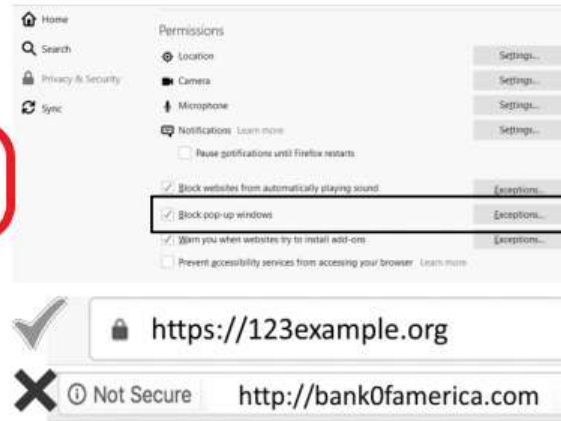 Home
Search
Privacy & Security
Sync
Permissions
Location Settings...
Camera Settings...
Microphone Settings...
Notifications Learn more Settings...
Pause notifications until Firefox restarts
Block websites from automatically playing sound Exceptions...
Block pop-up windows Exceptions...
Warn you when websites try to install add-ons Exceptions...
Prevent accessibility services from accessing your browser Learn more
https://123example.org
Not Secure http://bank0famerica.com